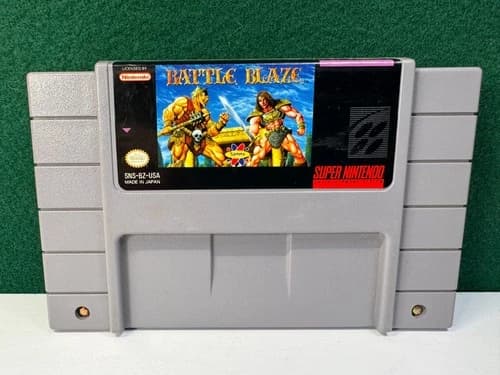 LICENSED BY
Nintendo
BATTLE BLAZE
SNS-BZ-USA
MADE IN JAPAN
SUPER NINTENDO